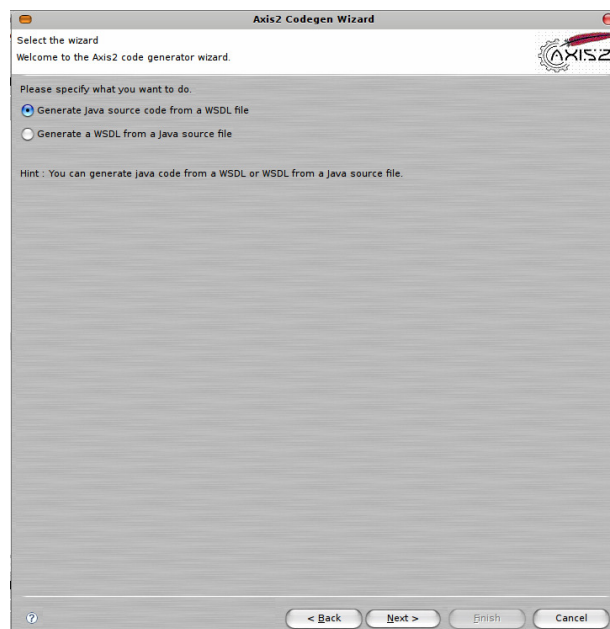 Axis2 Codegen Wizard
Select the wizard
Welcome to the Axis2 code generator wizard.
AXIS2
Please specify what you want to do.
Generate Java source code from a WSDL file
Generate a WSDL from a Java source file
Hint : You can generate java code from a WSDL or WSDL from a Java source file.
?
< Back Next > Finish Cancel